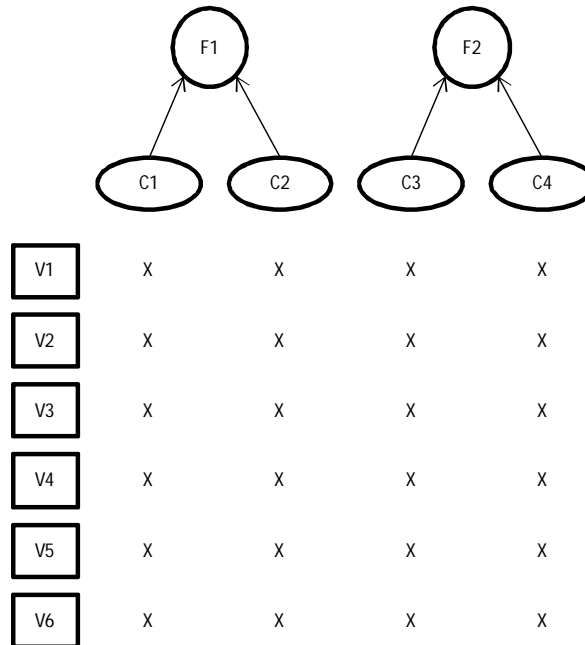 F1 F2
C1 C2 C3 C4
V1 X X X X
V2 X X X X
V3 X X X X
V4 X X X X
V5 X X X X
V6 X X X X